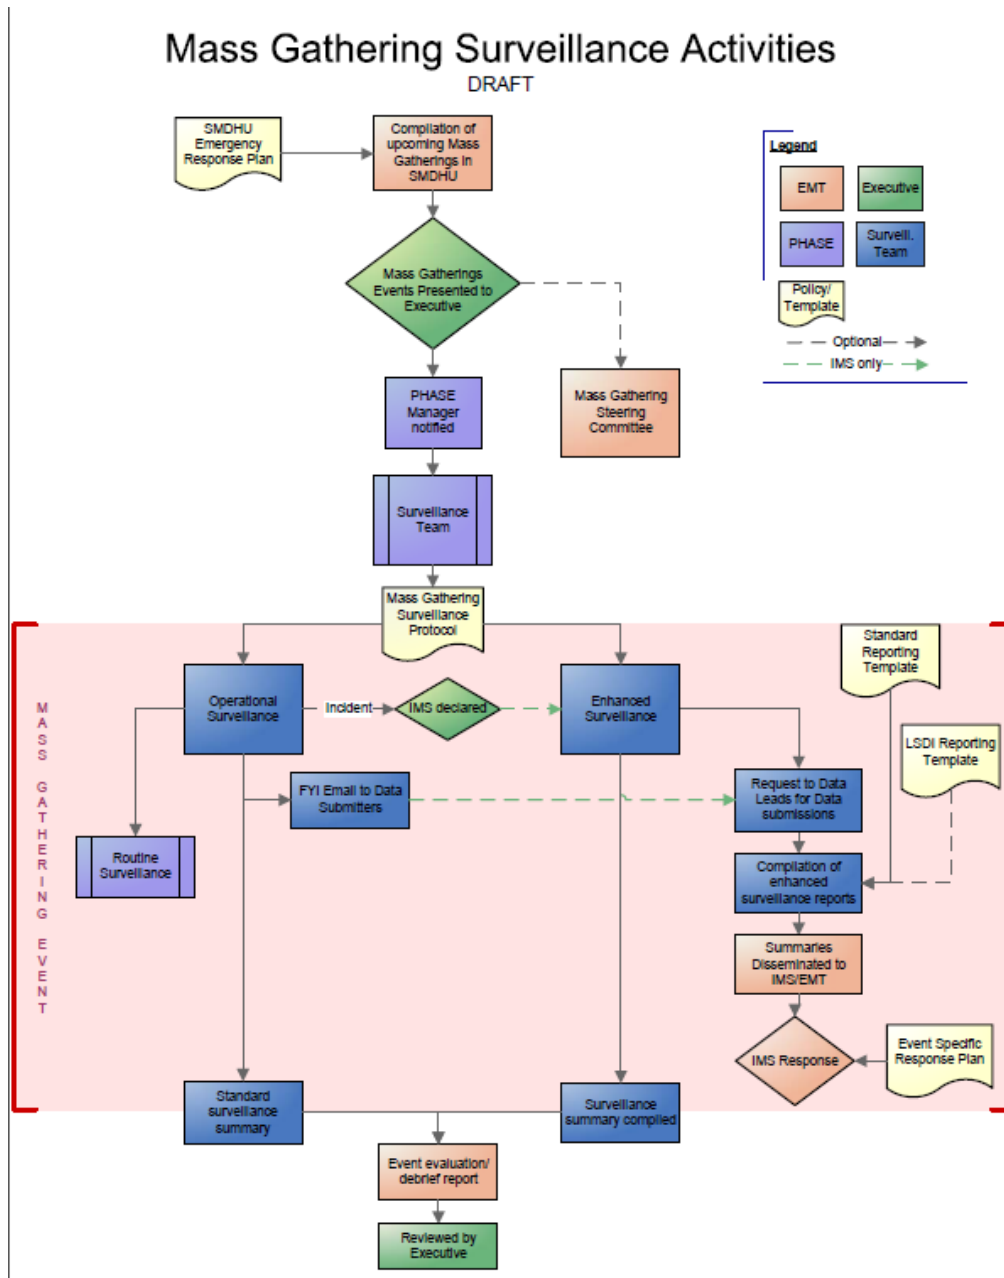 Mass Gathering Surveillance Activities
DRAFT
SMDHU
Emergency
Response Plan
Compilation of
upcoming Mass
Gatherings in
SMDHU
Legend
EMT
Executive
PHASE
Surveill.
Team
Policy/
Template
Optional
IMS only
Mass Gatherings
Events Presented to
Executive
Mass Gathering
Steering
Committee
PHASE
Manager
notified
Surveillance
Team
Mass Gathering
Surveillance
Protocol
MASS GATHERING EVENT
Operational
Surveillance
Incident
IMS declared
Enhanced
Surveillance
Standard
Reporting
Template
LSDI Reporting
Template
FYI Email to Data
Submitters
Request to Data
Leads for Data
submissions
Routine
Surveillance
Compilation of
enhanced
surveillance reports
Summaries
Disseminated to
IMS/EMT
IMS Response
Event Specific
Response Plan
Standard
surveillance
summary
Surveillance
summary compiled
Event evaluation/
debrief report
Reviewed by
Executive